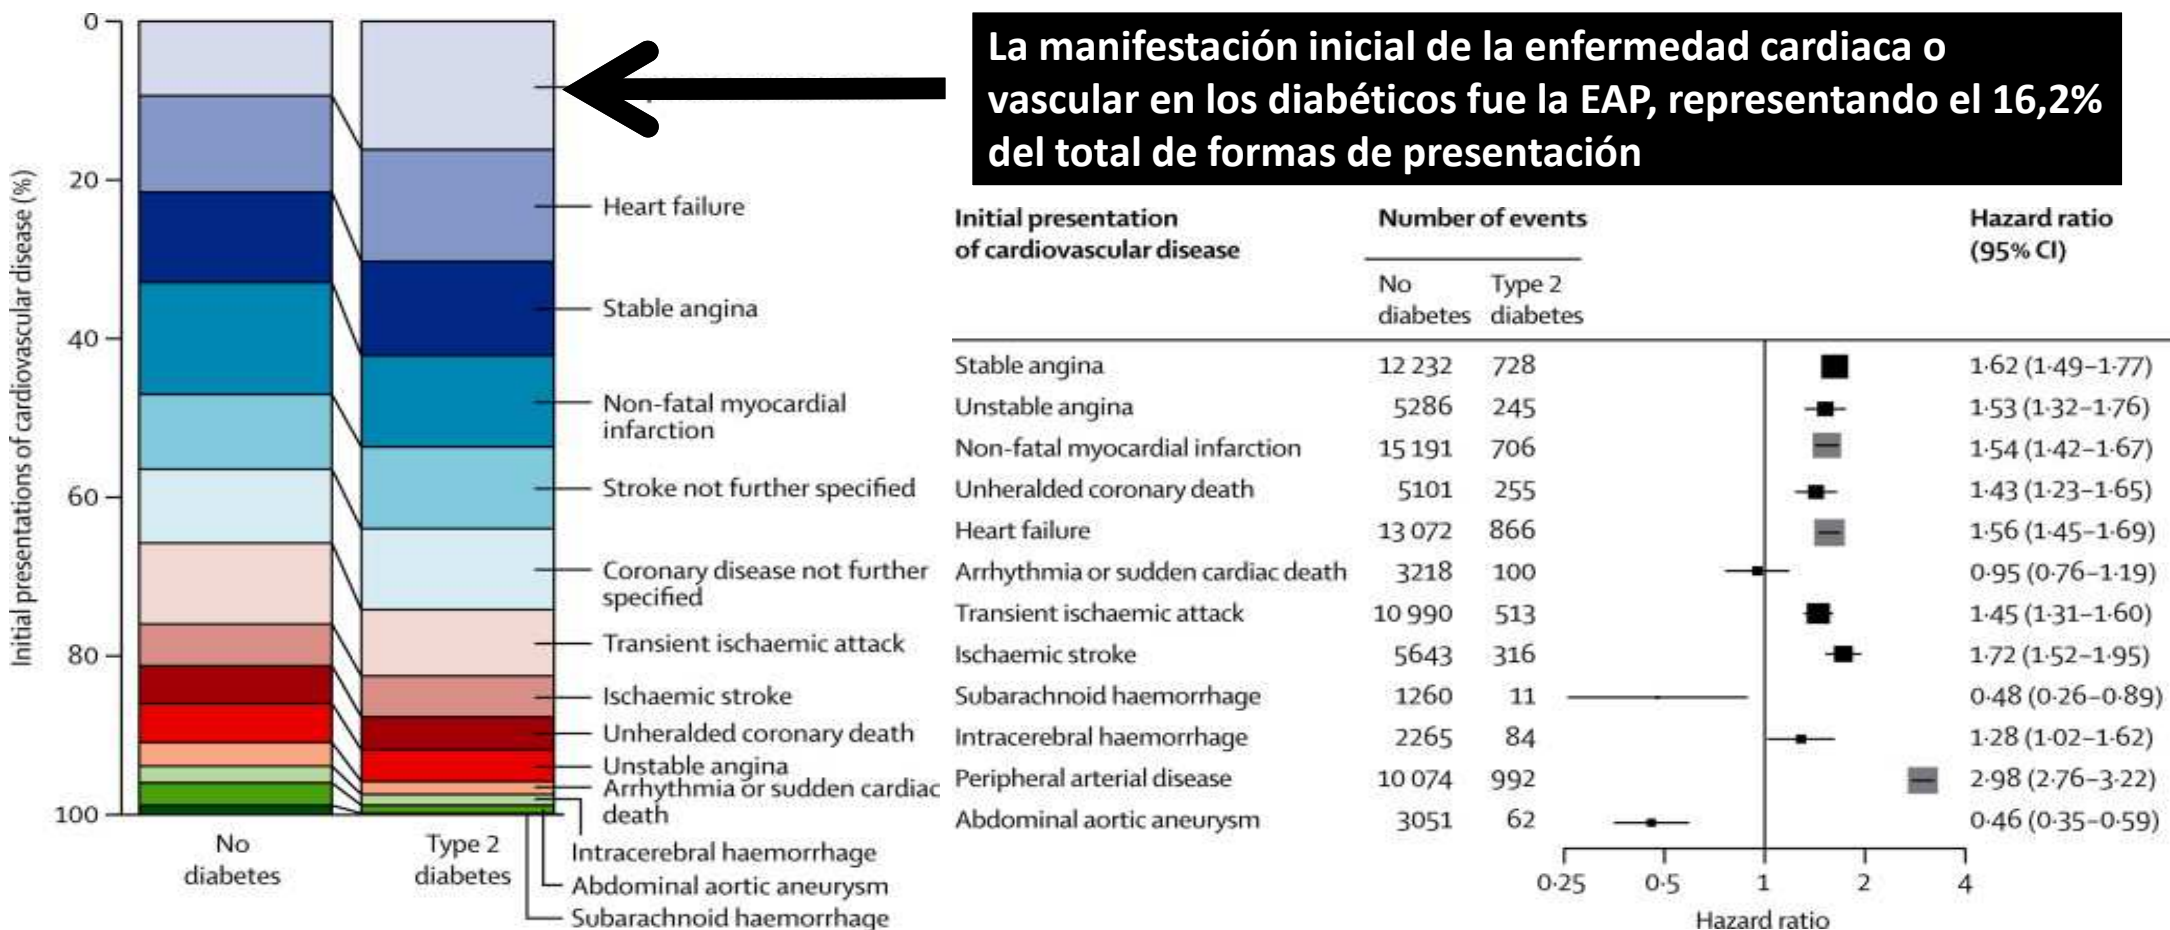 La manifestación inicial de la enfermedad cardiaca o
vascular en los diabéticos fue la EAP, representando el 16,2%
del total de formas de presentación
Initial presentations of cardiovascular disease (%)
0
20
40
60
80
100
No
diabetes
Type 2
diabetes
Heart failure
Stable angina
Non-fatal myocardial
infarction
Stroke not further specified
Coronary disease not further
specified
Transient ischaemic attack
Ischaemic stroke
Unheralded coronary death
Unstable angina
Arrhythmia or sudden cardiac
death
Intracerebral haemorrhage
Abdominal aortic aneurysm
Subarachnoid haemorrhage
Initial presentation
of cardiovascular disease
Number of events
Hazard ratio
(95% CI)
No
diabetes
Type 2
diabetes
Stable angina 12 232 728 1·62 (1·49–1·77)
Unstable angina 5286 245 1·53 (1·32–1·76)
Non-fatal myocardial infarction 15 191 706 1·54 (1·42–1·67)
Unheralded coronary death 5101 255 1·43 (1·23–1·65)
Heart failure 13 072 866 1·56 (1·45–1·69)
Arrhythmia or sudden cardiac death 3218 100 0·95 (0·76–1·19)
Transient ischaemic attack 10 990 513 1·45 (1·31–1·60)
Ischaemic stroke 5643 316 1·72 (1·52–1·95)
Subarachnoid haemorrhage 1260 11 0·48 (0·26–0·89)
Intracerebral haemorrhage 2265 84 1·28 (1·02–1·62)
Peripheral arterial disease 10 074 992 2·98 (2·76–3·22)
Abdominal aortic aneurysm 3051 62 0·46 (0·35–0·59)
0·25 0·5 1 2 4
Hazard ratio